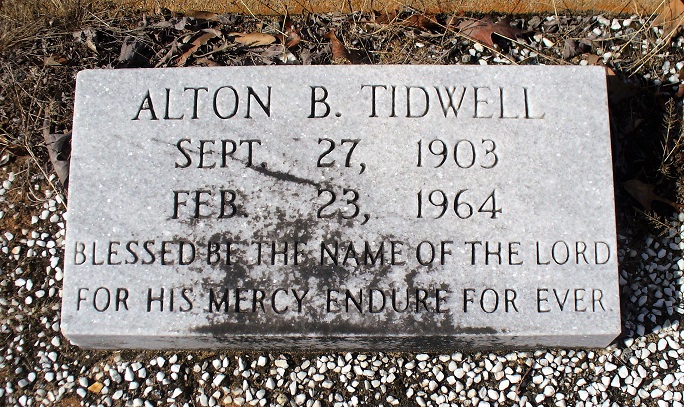 ALTON B. TIDWELL
SEPT. 27, 1903
FEB. 23, 1964
BLESSED BE THE NAME OF THE LORD
FOR HIS MERCY ENDURE FOR EVER.